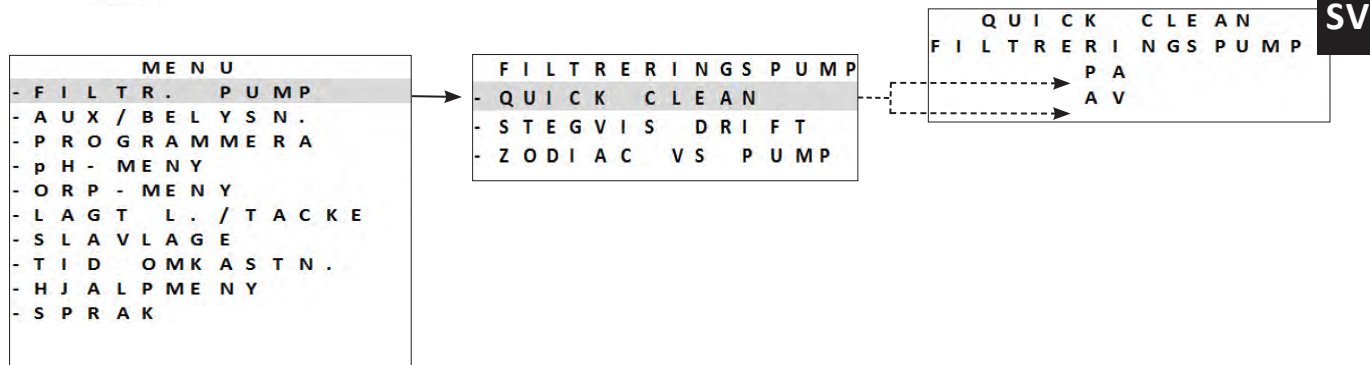 MENU
- FILTR. PUMP
- AUX/BELYSN.
- PROGRAMMERA
- pH- MENY
- ORP - MENY
- LAGT L./TACKE
- SLAVLAGE
- TID OMKASTN.
- HJALPMENY
- SPRAK
FILTRERINGSPUMP
- QUICK CLEAN
- STEGVIS DRIFT
- ZODIAC VS PUMP
QUICK CLEAN
FILTRERINGSPUMP
PA
AV
SV